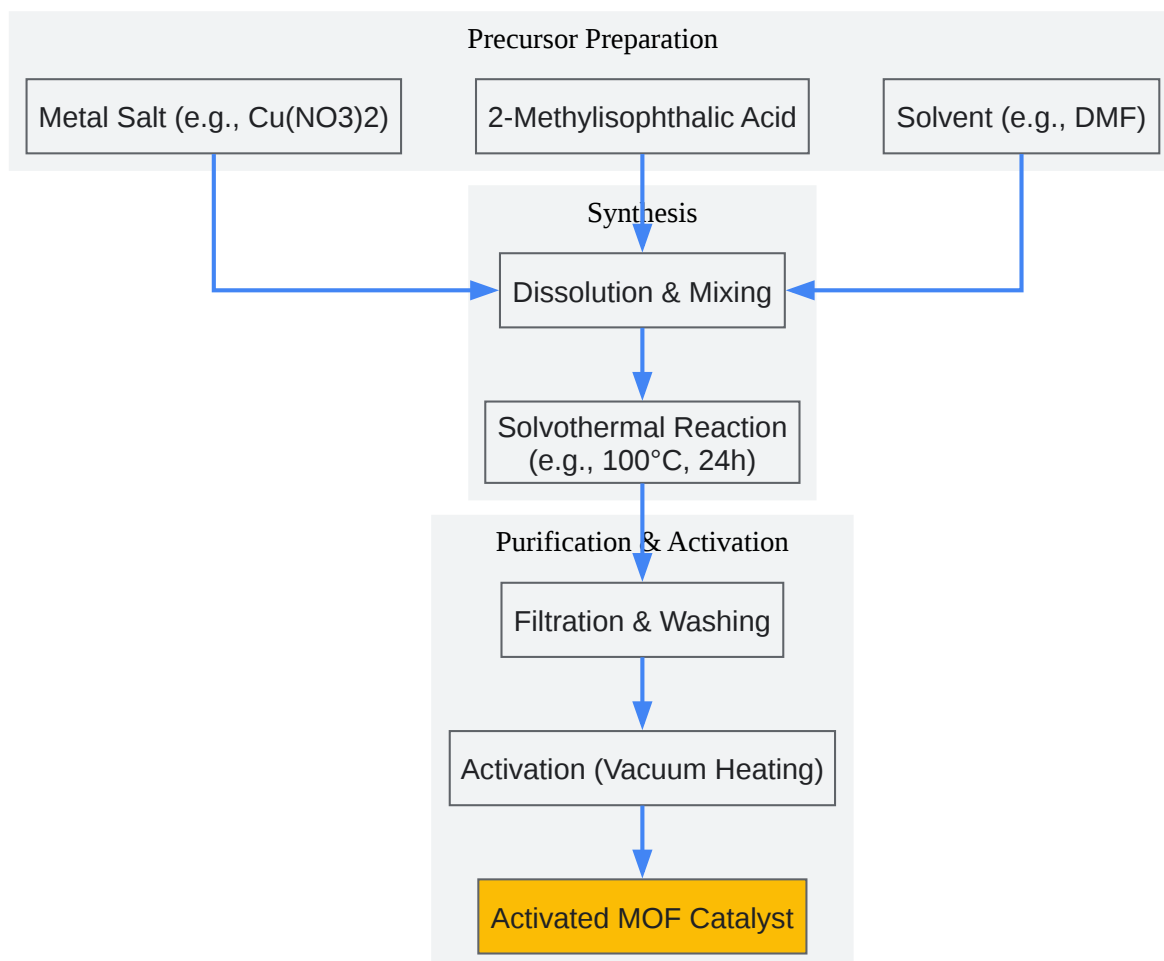 Precursor Preparation
Metal Salt (e.g., Cu(NO3)2)
2-Methylisophthalic Acid
Solvent (e.g., DMF)
Synthesis
Dissolution & Mixing
Solvothermal Reaction
(e.g., 100°C, 24h)
Purification & Activation
Filtration & Washing
Activation (Vacuum Heating)
Activated MOF Catalyst